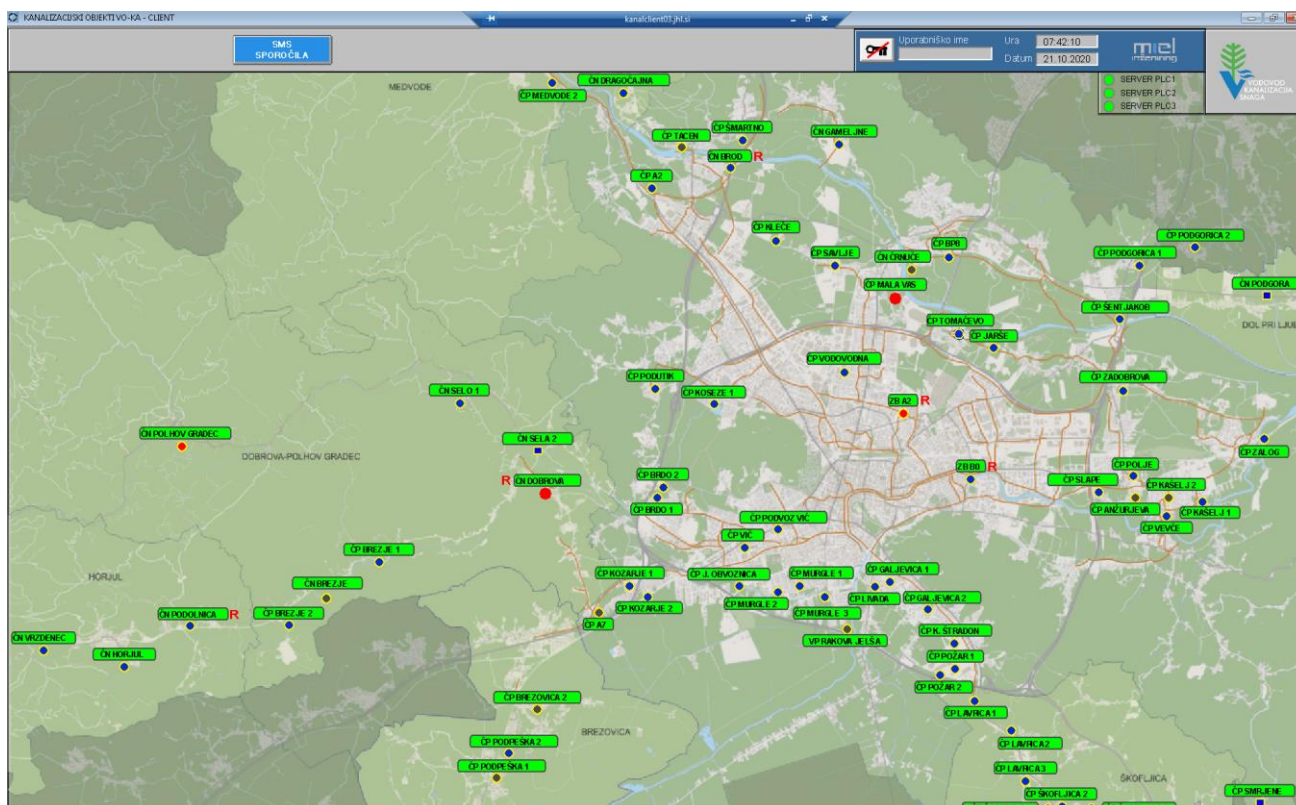 KANALIZACIJSKI OBJEKTI VO-KA - CLIENT
kanalclient03.jhl.si
SMS
SPOROČILA
Uporabniško ime
Ura 07:42:10
Datum 21.10.2020
miel
inženiring
VODOVOD
KANALIZACIJA
SNAGA
SERVER PLC1
SERVER PLC2
SERVER PLC3
MEDVODE
ČN DRAGOČAJNA
ČP MEDVODE 2
ČP ŠMARTNO
ČP TACEN
ČN GAMELJNE
ČN BROD R
ČP A2
ČP KLEČE
ČP PODGORICA 2
ČP BP8
ČP SAVLJE
ČN ČRNUČE
ČP PODGORICA 1
ČP MALA VAS
ČN PODGORA
ČP ŠENTJAKOB
ČP TOMAČEVO
DOL PRI LJUB
ČP JARŠE
ČP VODOVODNA
ČP PODUTIK
ČP ZADOBROVA
ČN SELO 1
ČP KOSEZE 1
ZB A2 R
ČN POLHOV GRADEC
ČN SELA 2
ČP ZALOG
DOBROVA-POLHOV GRADEC
R ČN DOBROVA
ČP BRDO 2
ZB B0 R
ČP POLJE
ČP SLAPE
ČP KAŠELJ 2
ČP BRDO 1
ČP ANŽURJEVA
ČP KAŠELJ 1
ČP PODVOZ VIČ
ČP VEVČE
ČP VIČ
ČP BREZJE 1
HORJUL
ČP KOZARJE 1
ČP J. OBVOZNICA
ČP MURGLE 1
ČP GALJEVICA 1
ČN BREZJE
ČP KOZARJE 2
ČP MURGLE 2
ČP LIVADA
ČP GALJEVICA 2
ČN PODOLNICA R
ČP BREZJE 2
ČP A7
ČP MURGLE 3
ČN VRZDENEC
ČP K. ŠTRADON
VP RAKOVA JELŠA
ČN HORJUL
ČP POŽAR 1
ČP POŽAR 2
ČP BREZOVICA 2
ČP LAVRICA 1
BREZOVICA
ČP PODPEŠKA 2
ČP LAVRICA 2
ČP PODPEŠKA 1
ČP LAVRICA 3
ŠKOFLJICA
ČP ŠKOFLJICA 2
ČP SMRJENE